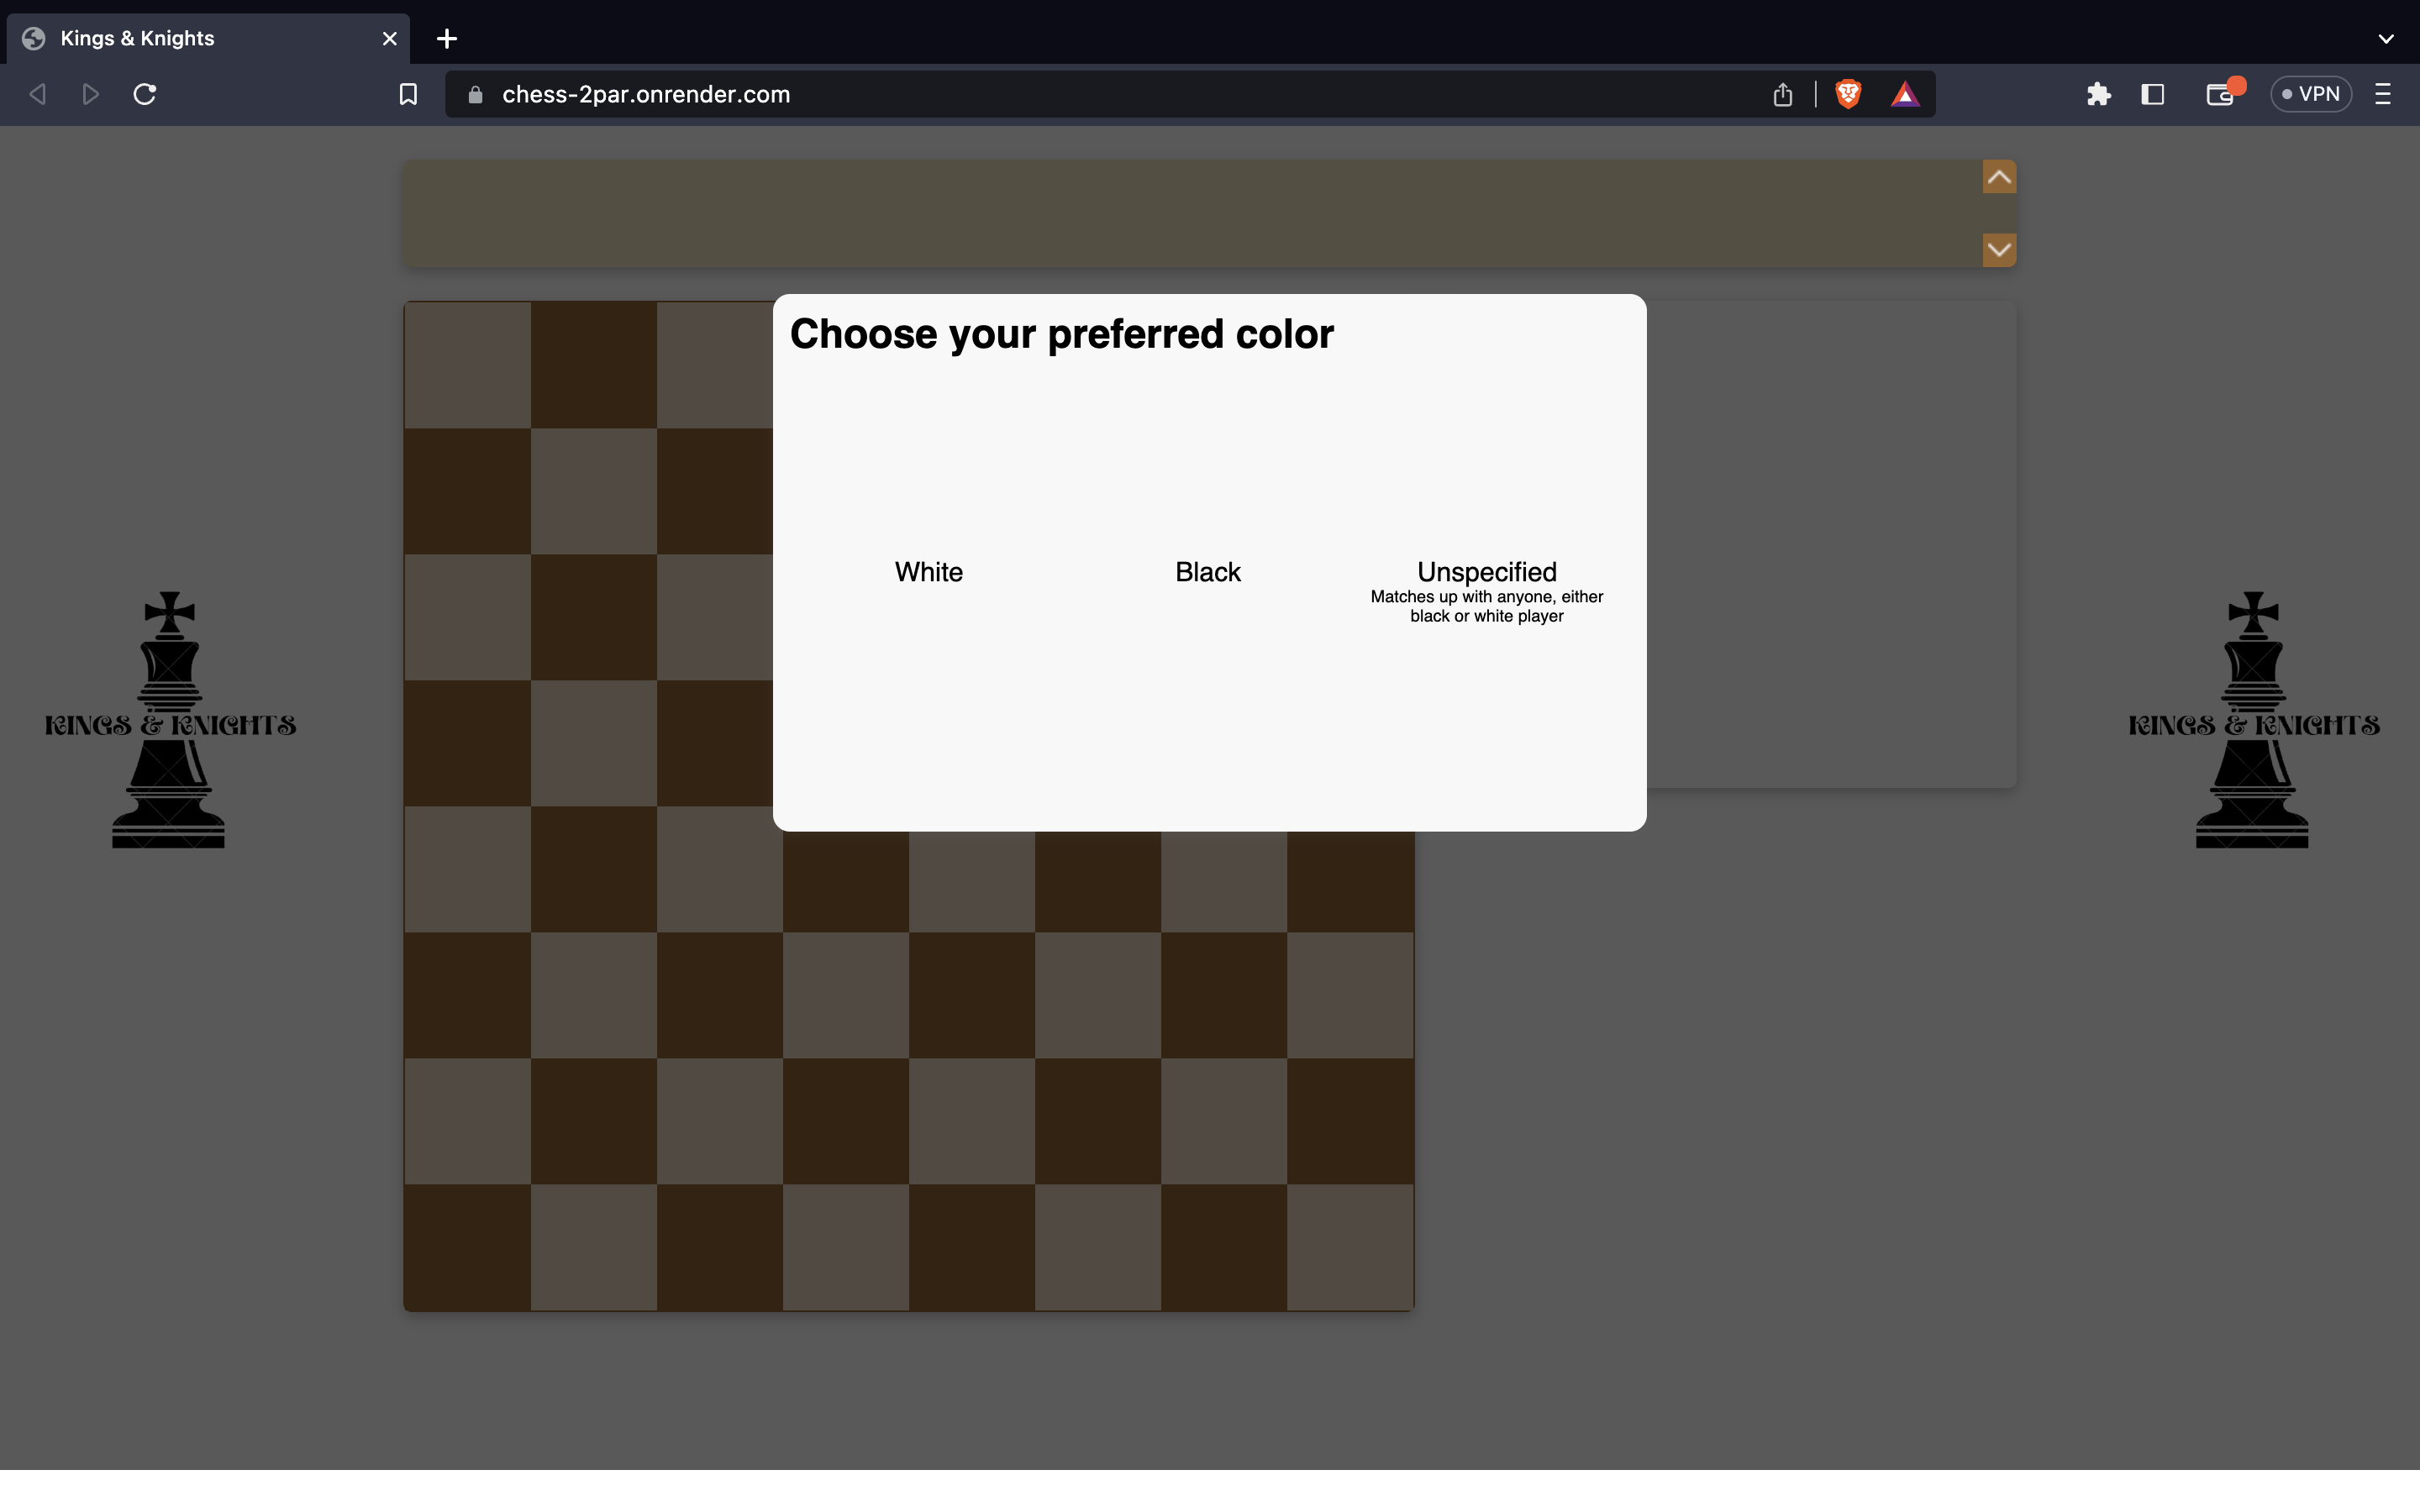 Kings & Knights
chess-2par.onrender.com
VPN
Choose your preferred color
White
Black
Unspecified
Matches up with anyone, either
black or white player
KINGS & KNIGHTS
KINGS & KNIGHTS